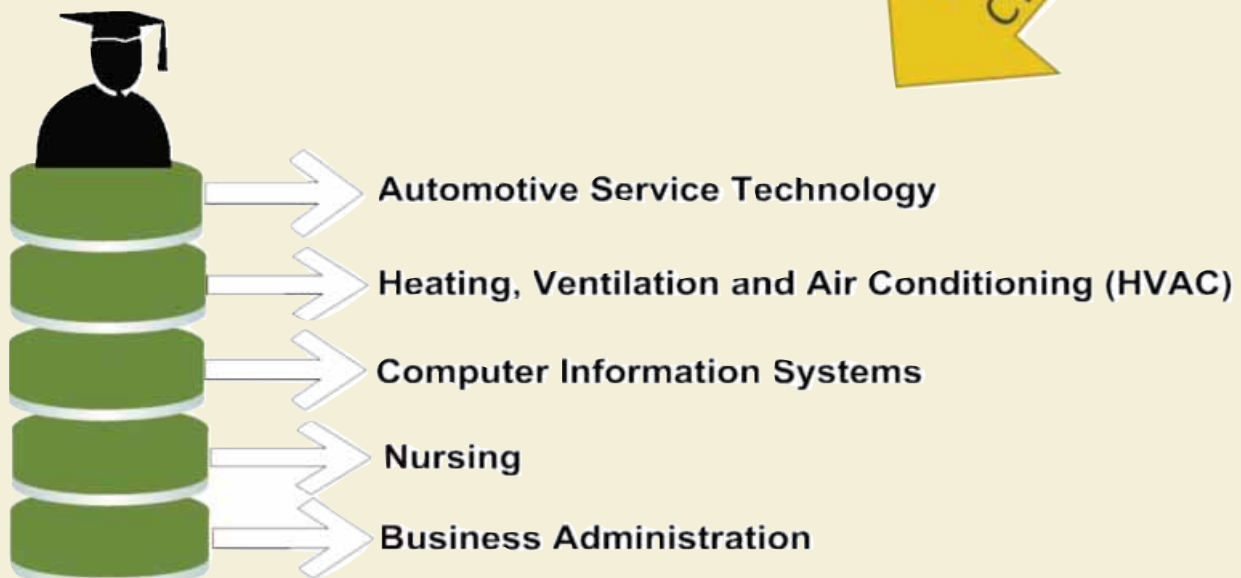 Automotive Service Technology
Heating, Ventilation and Air Conditioning (HVAC)
Computer Information Systems
Nursing
Business Administration